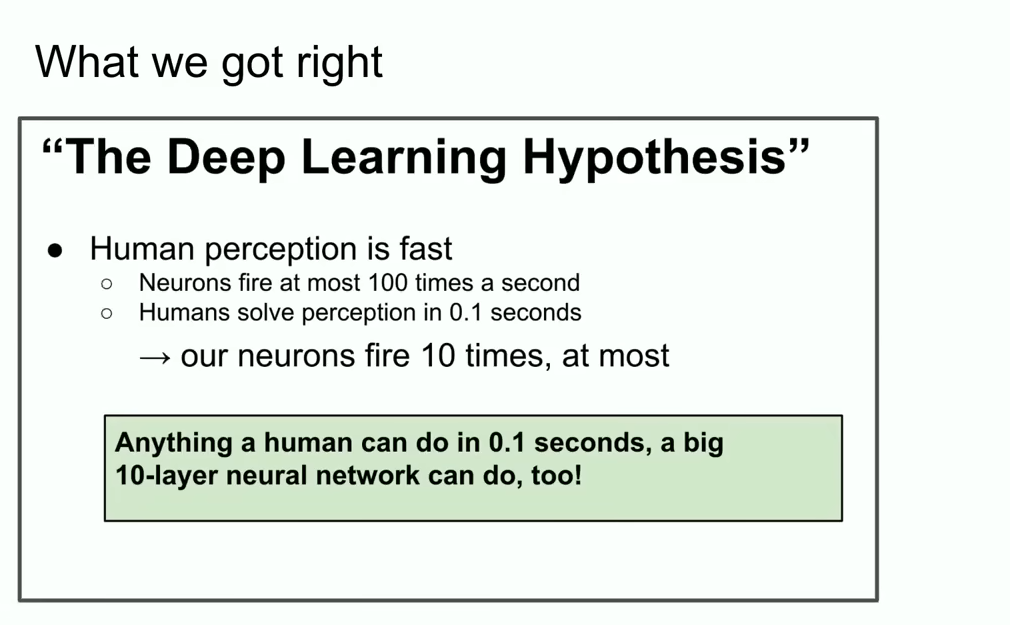 What we got right
“The Deep Learning Hypothesis”
● Human perception is fast
○ Neurons fire at most 100 times a second
○ Humans solve perception in 0.1 seconds
→ our neurons fire 10 times, at most
Anything a human can do in 0.1 seconds, a big
10-layer neural network can do, too!